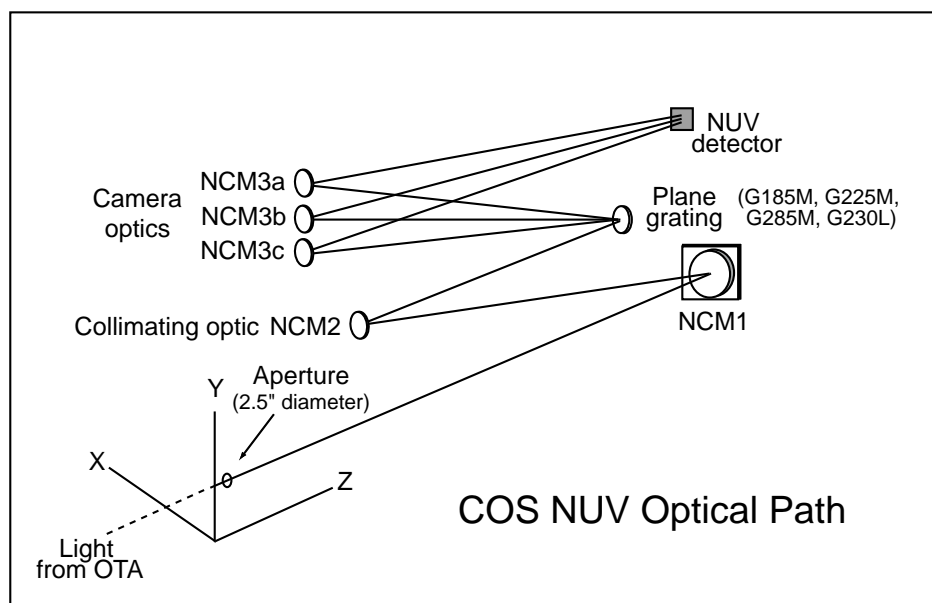 NUV
detector
NCM3a
Camera
optics
NCM3b
NCM3c
Plane
grating
(G185M, G225M,
G285M, G230L)
Collimating optic NCM2
NCM1
Aperture
(2.5" diameter)
Y
X
Z
COS NUV Optical Path
Light
from OTA